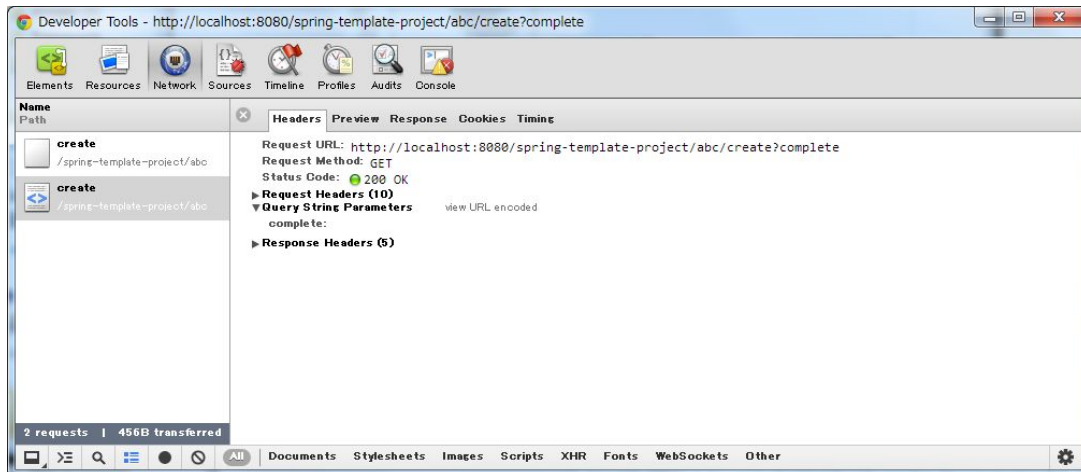 Developer Tools - http://localhost:8080/spring-template-project/abc/create?complete
Elements Resources Network Sources Timeline Profiles Audits Console
Name
Path
create
/spring-template-project/abc
create
/spring-template-project/abc
Headers Preview Response Cookies Timing
Request URL: http://localhost:8080/spring-template-project/abc/create?complete
Request Method: GET
Status Code: 200 OK
Request Headers (10)
Query String Parameters view URL encoded
complete:
Response Headers (5)
2 requests | 456B transferred
All Documents Stylesheets Images Scripts XHR Fonts WebSockets Other